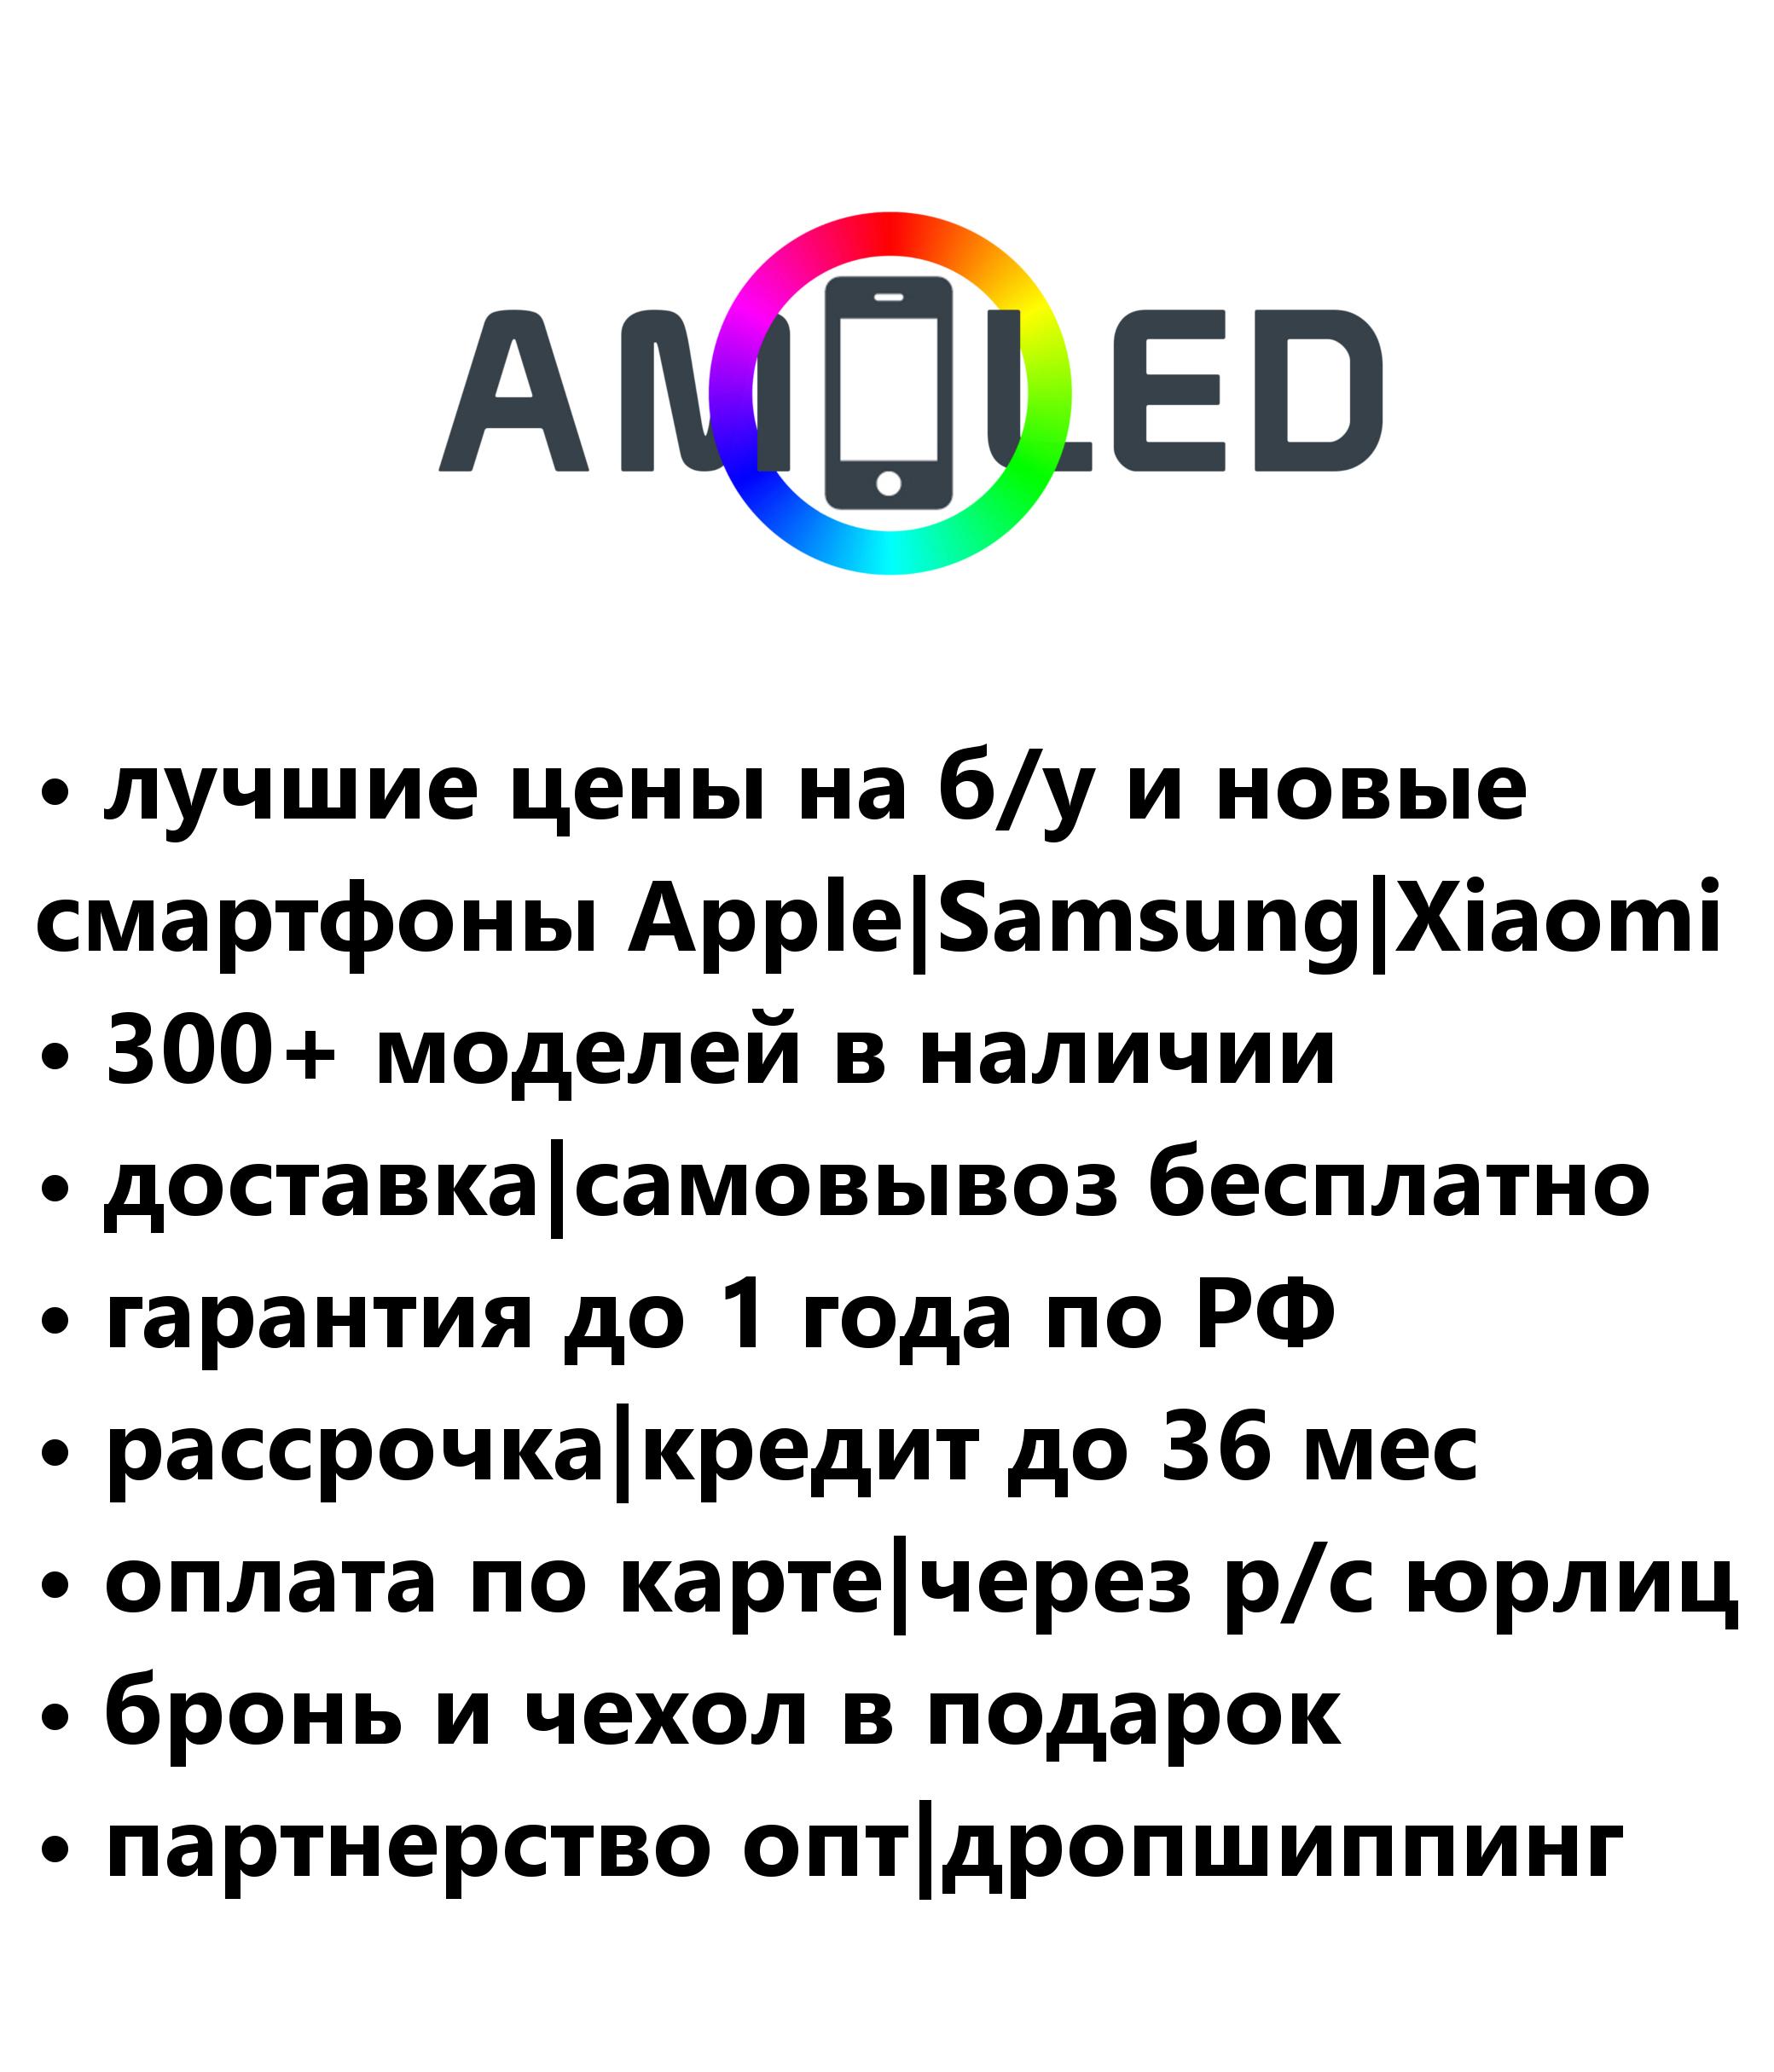 AMOLED
• лучшие цены на б/у и новые
смартфоны Apple|Samsung|Xiaomi
• 300+ моделей в наличии
• доставка|самовывоз бесплатно
• гарантия до 1 года по РФ
• рассрочка|кредит до 36 мес
• оплата по карте|через р/с юрлиц
• бронь и чехол в подарок
• партнерство опт|дропшиппинг